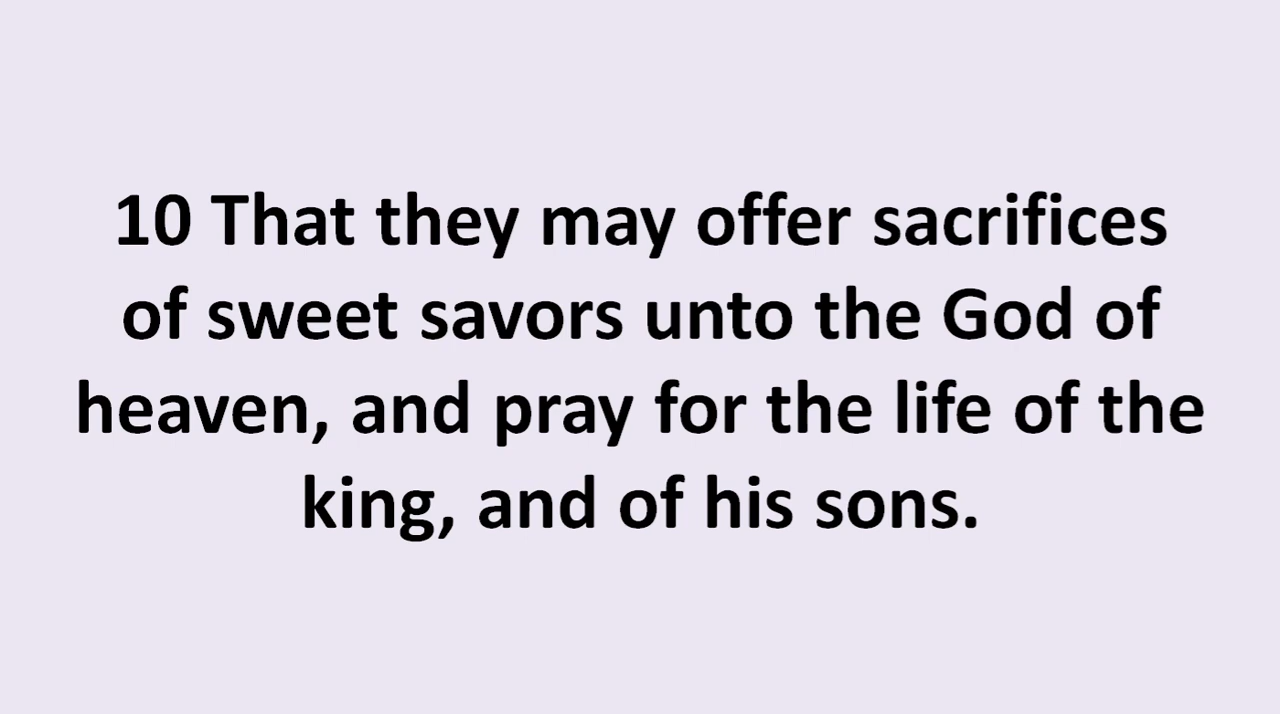 10 That they may offer sacrifices
of sweet savors unto the God of
heaven, and pray for the life of the
king, and of his sons.